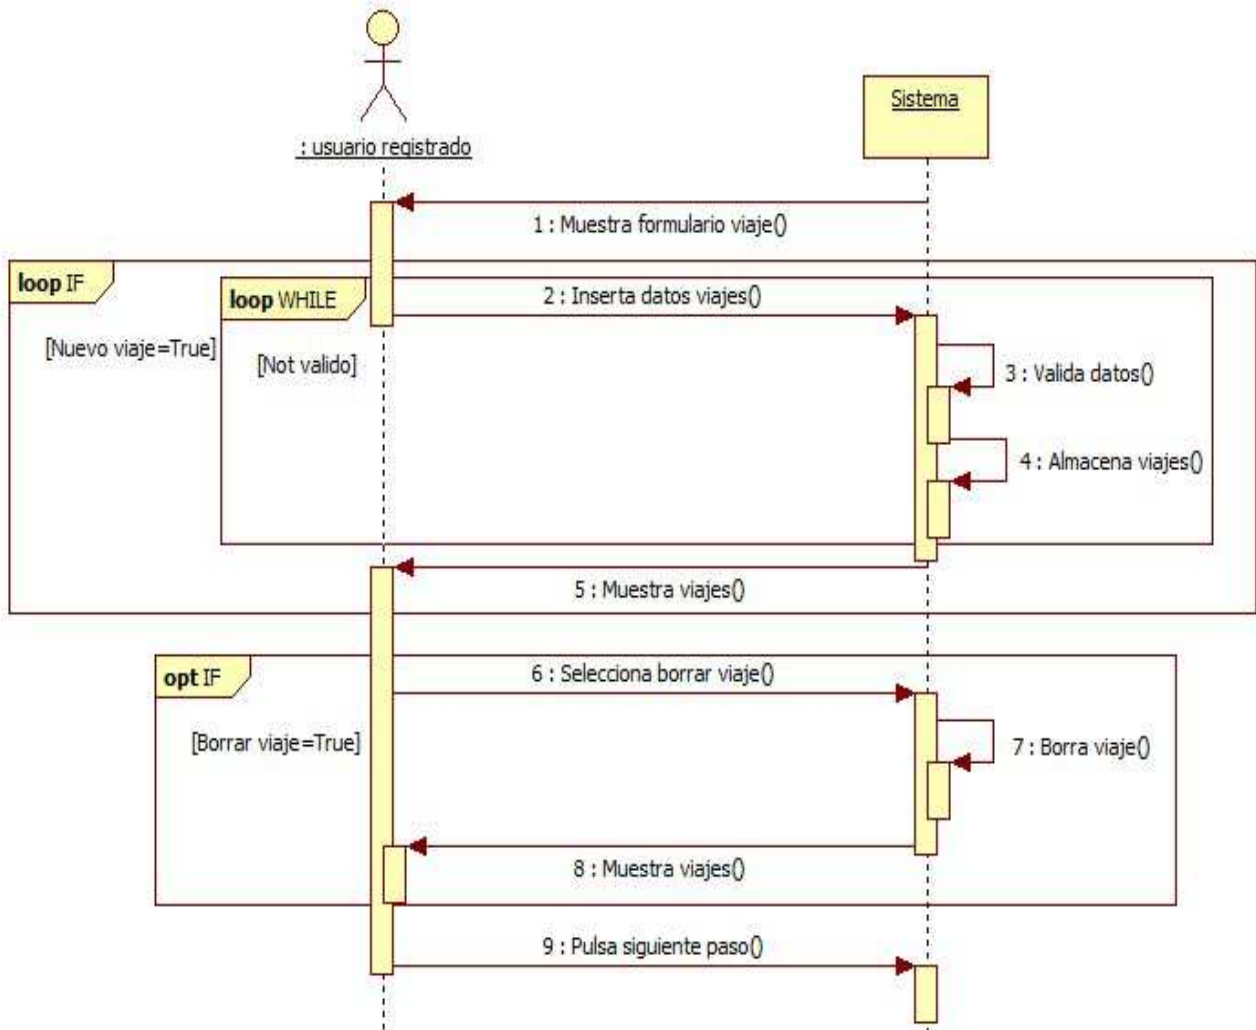 Sistema
: usuario registrado
1 : Muestra formulario viaje()
loop IF
loop WHILE
2 : Inserta datos viajes()
[Nuevo viaje=True]
[Not valido]
3 : Valida datos()
4 : Almacena viajes()
5 : Muestra viajes()
opt IF
6 : Selecciona borrar viaje()
[Borrar viaje=True]
7 : Borra viaje()
8 : Muestra viajes()
9 : Pulsa siguiente paso()